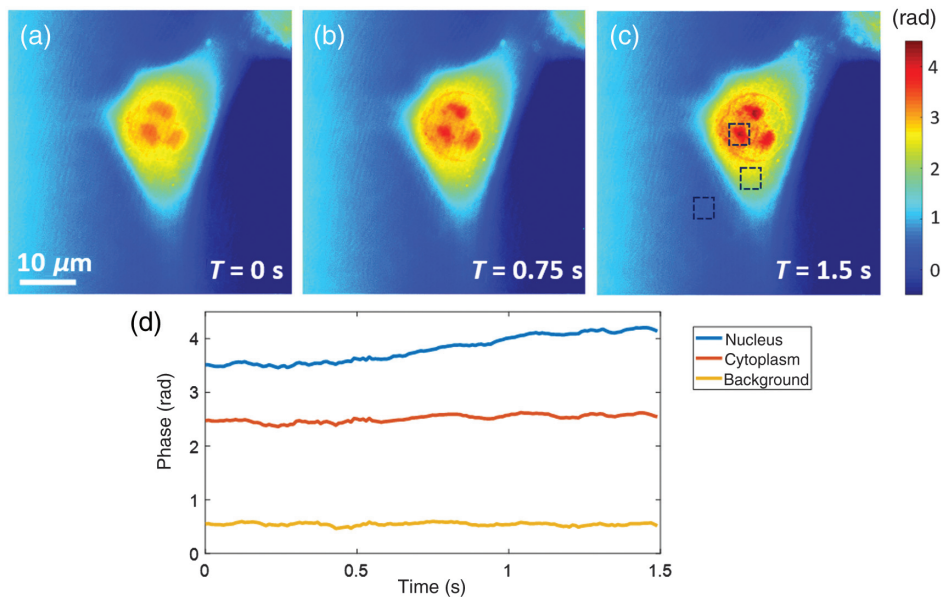 (a)
(b)
(c)
(rad)
4
3
2
1
0
10 μm
T = 0 s
T = 0.75 s
T = 1.5 s
(d)
4
3
2
1
0
Phase (rad)
0
0.5
1
1.5
Time (s)
Nucleus
Cytoplasm
Background